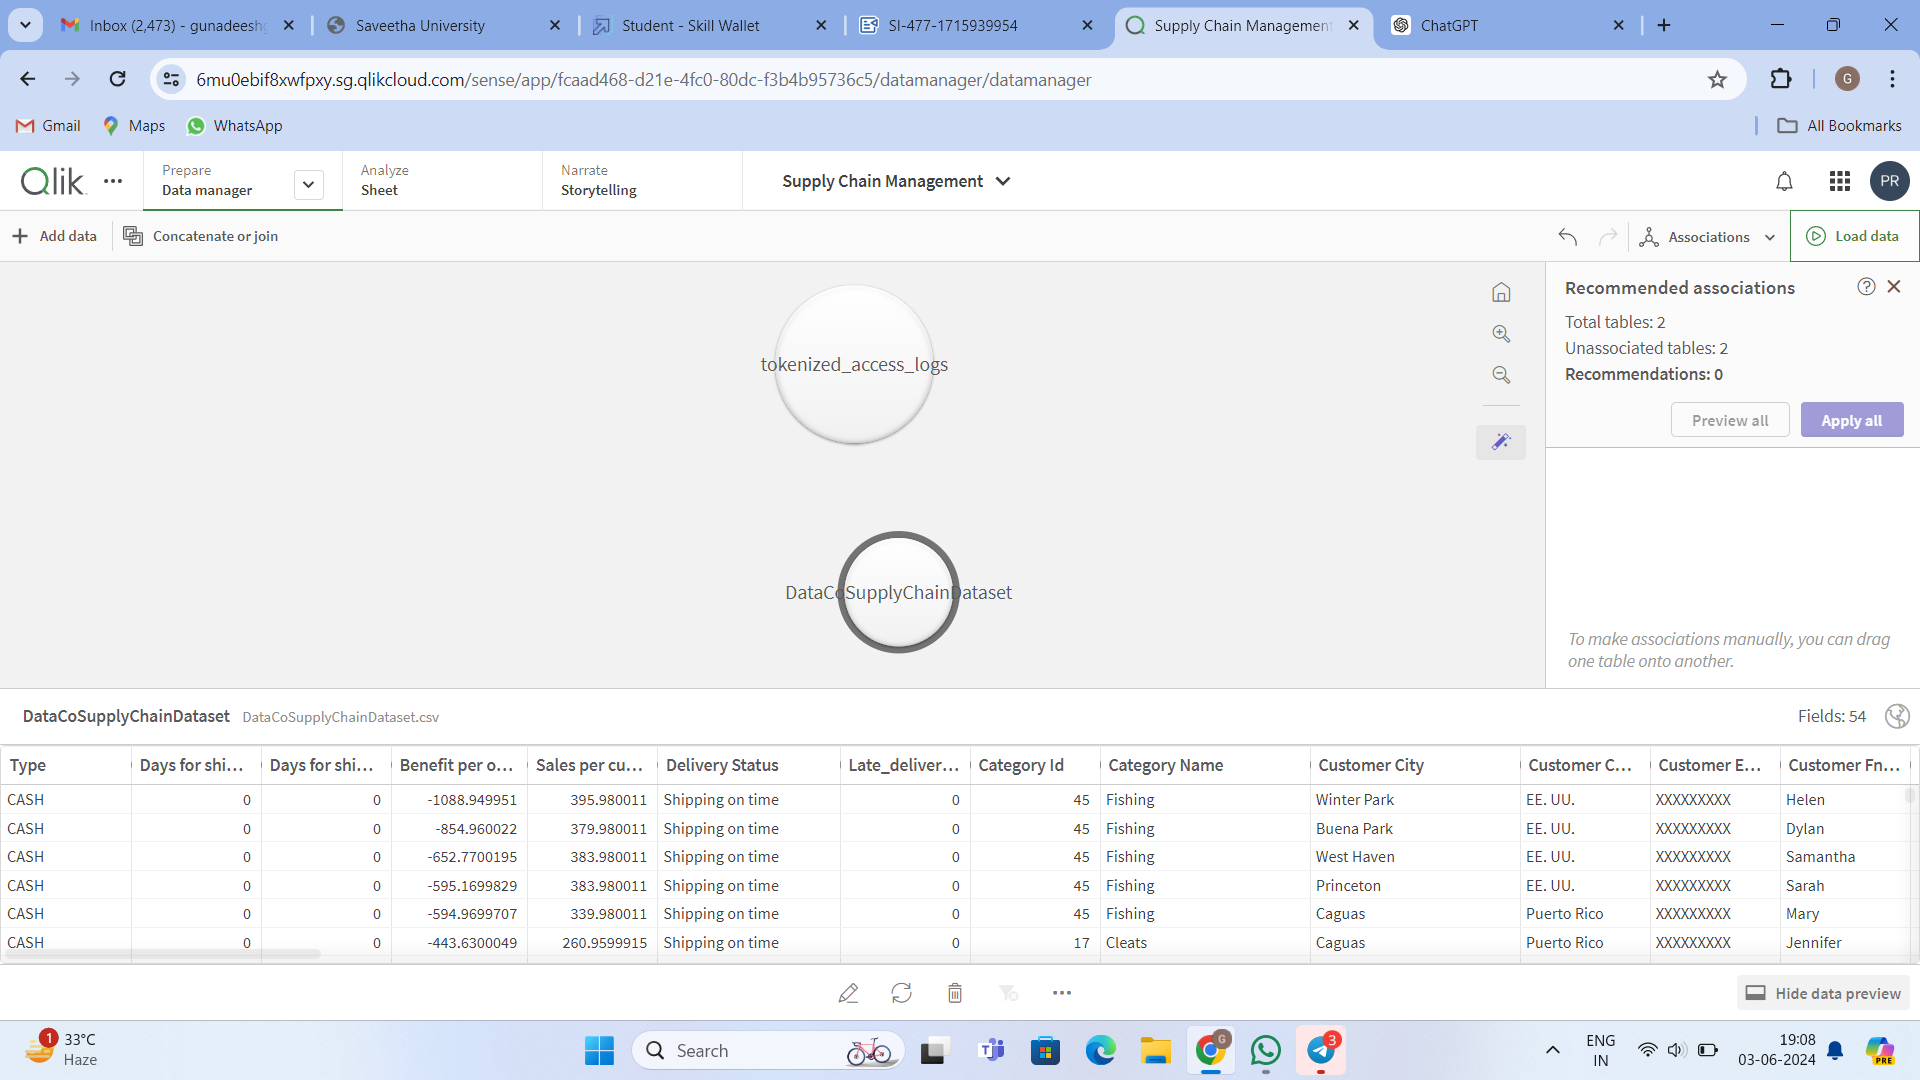 Inbox (2,473) - gunadeeshg
Saveetha University
Student - Skill Wallet
SI-477-1715939954
Supply Chain Management
ChatGPT
6mu0ebif8xwfpxy.sg.qlikcloud.com/sense/app/fcaad468-d21e-4fc0-80dc-f3b4b95736c5/datamanager/datamanager
G
Gmail
Maps
WhatsApp
All Bookmarks
Qlik
Prepare
Data manager
Analyze
Sheet
Narrate
Storytelling
Supply Chain Management
PR
Add data
Concatenate or join
Associations
Load data
tokenized_access_logs
DataCoSupplyChainDataset
Recommended associations
Total tables: 2
Unassociated tables: 2
Recommendations: 0
Preview all
Apply all
To make associations manually, you can drag
one table onto another.
DataCoSupplyChainDataset DataCoSupplyChainDataset.csv
Fields: 54
Type Days for shi... Days for shi... Benefit per o... Sales per cu... Delivery Status Late_deliver... Category Id Category Name Customer City Customer C... Customer E... Customer Fn...
CASH 0 0 -1088.949951 395.980011 Shipping on time 0 45 Fishing Winter Park EE. UU. XXXXXXXXX Helen
CASH 0 0 -854.960022 379.980011 Shipping on time 0 45 Fishing Buena Park EE. UU. XXXXXXXXX Dylan
CASH 0 0 -652.7700195 383.980011 Shipping on time 0 45 Fishing West Haven EE. UU. XXXXXXXXX Samantha
CASH 0 0 -595.1699829 383.980011 Shipping on time 0 45 Fishing Princeton EE. UU. XXXXXXXXX Sarah
CASH 0 0 -594.9699707 339.980011 Shipping on time 0 45 Fishing Caguas Puerto Rico XXXXXXXXX Mary
CASH 0 0 -443.6300049 260.9599915 Shipping on time 0 17 Cleats Caguas Puerto Rico XXXXXXXXX Jennifer
Hide data preview
1
33°C
Haze
Search
G
3
ENG
IN
19:08
03-06-2024
PRE